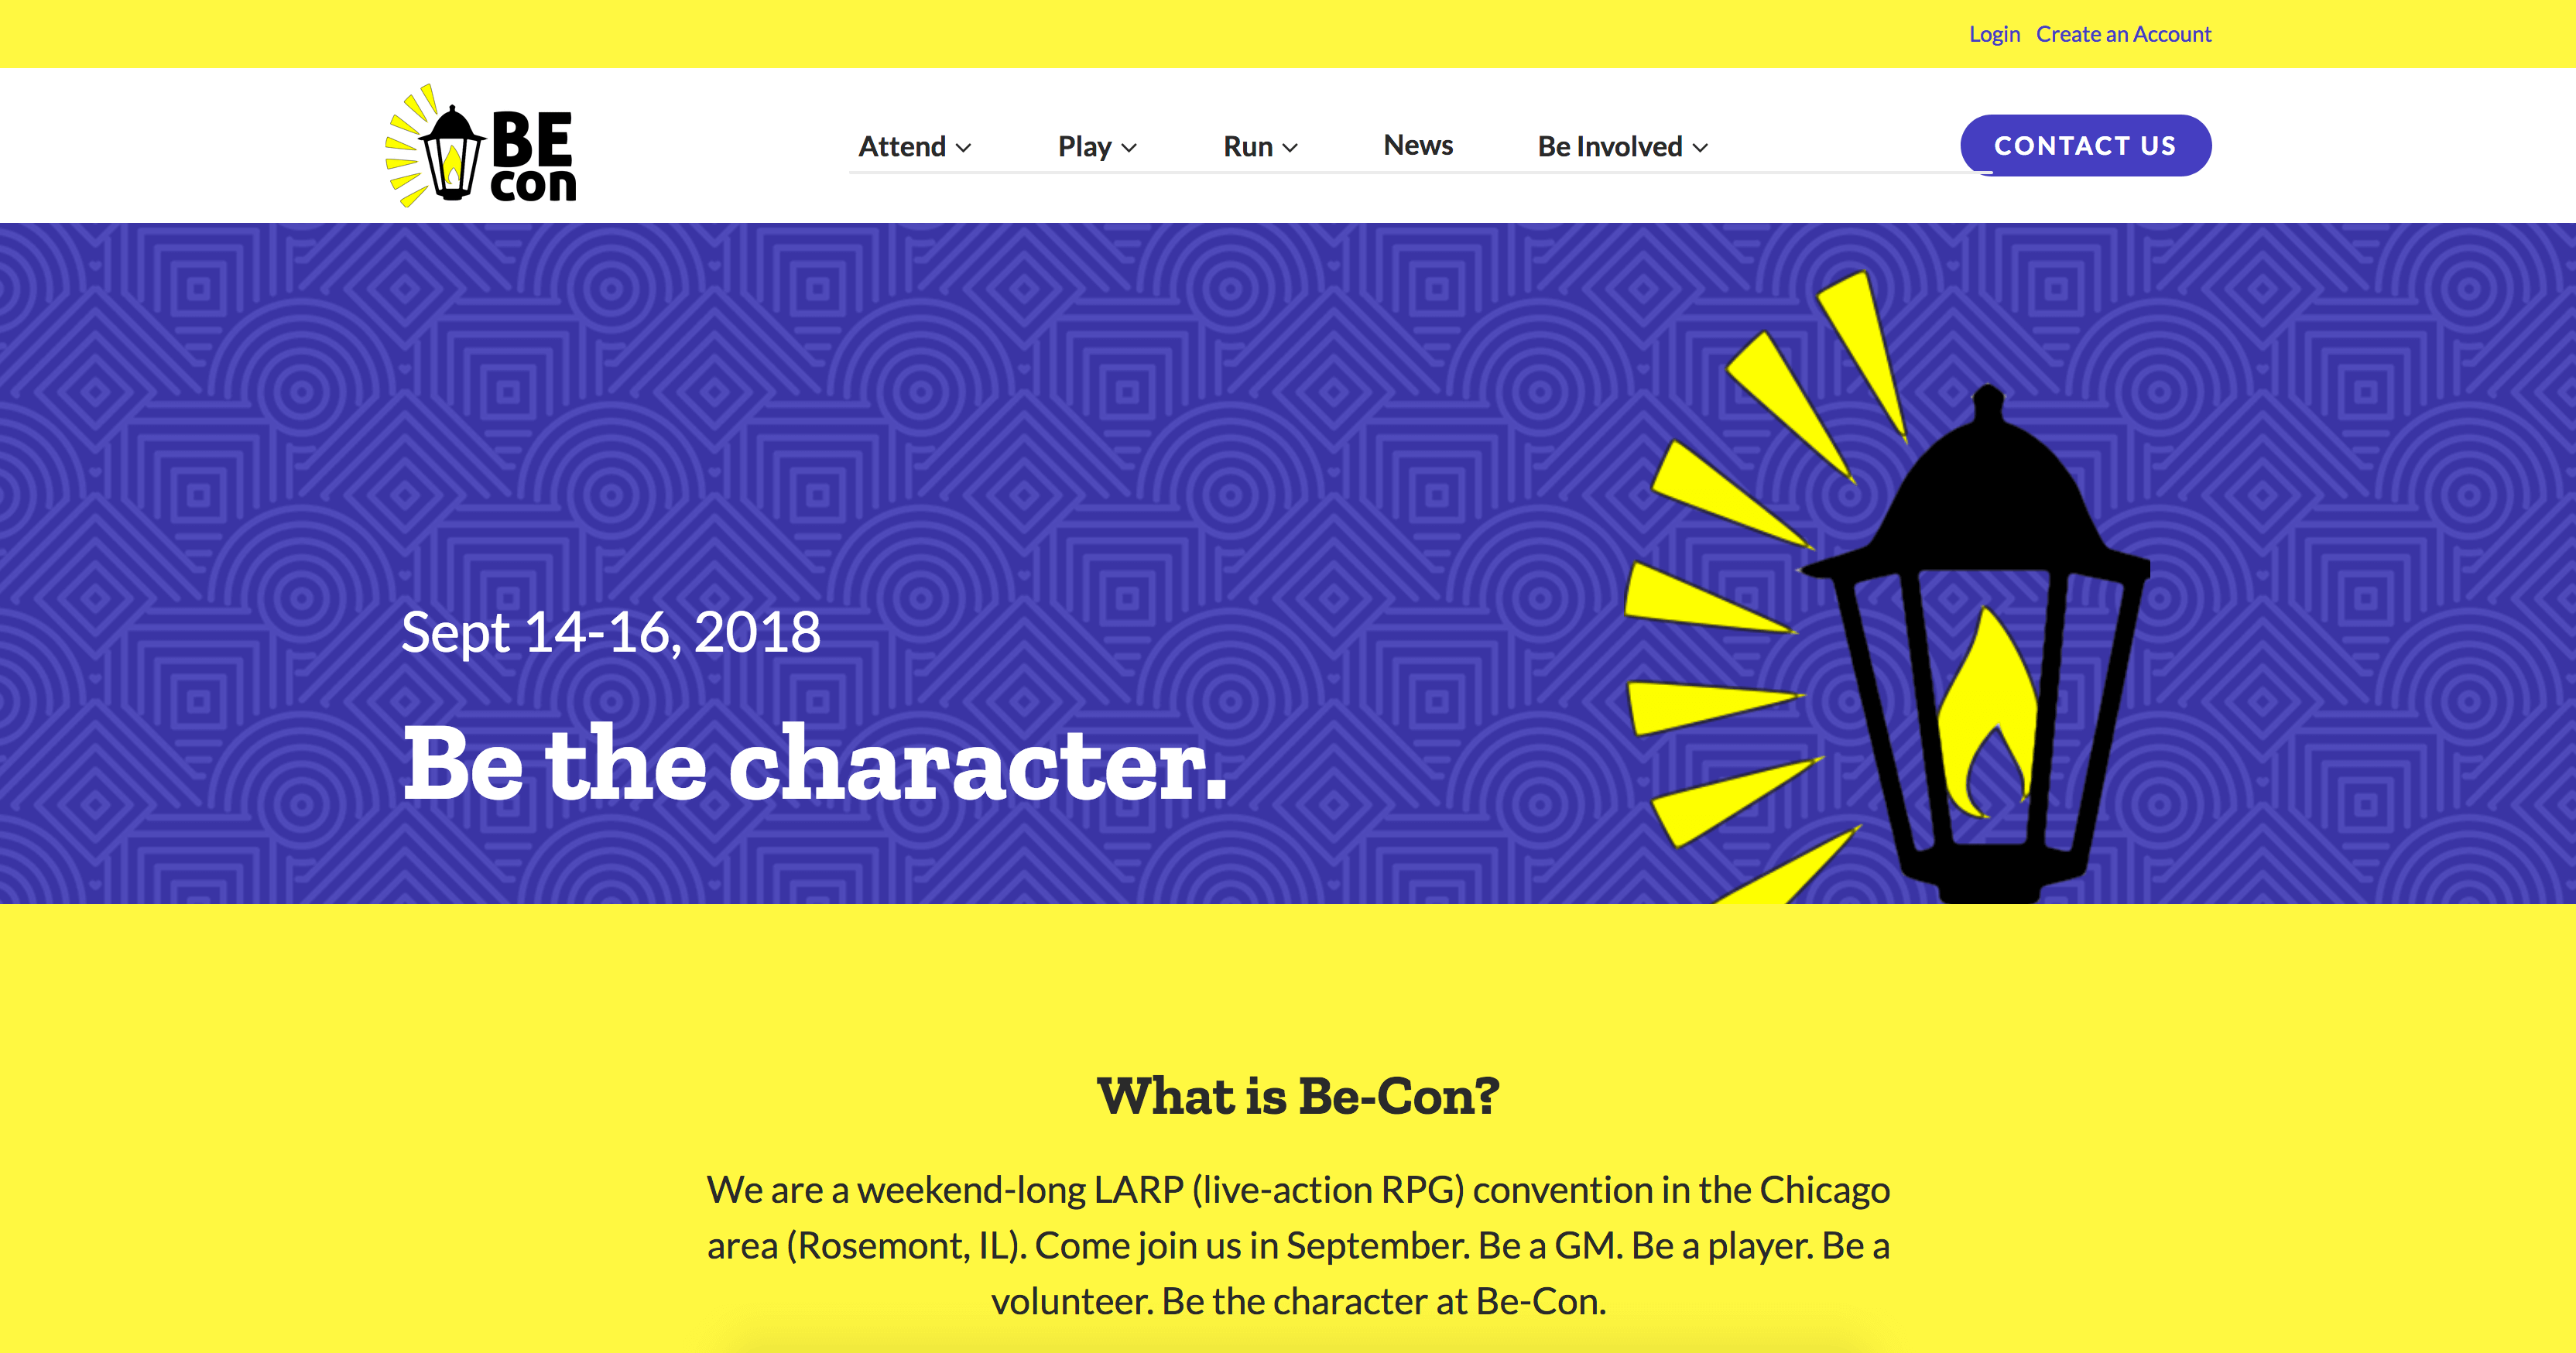 Login Create an Account
BE
con
Attend Play Run News Be Involved CONTACT US
Sept 14-16, 2018
Be the character.
What is Be-Con?
We are a weekend-long LARP (live-action RPG) convention in the Chicago
area (Rosemont, IL). Come join us in September. Be a GM. Be a player. Be a
volunteer. Be the character at Be-Con.